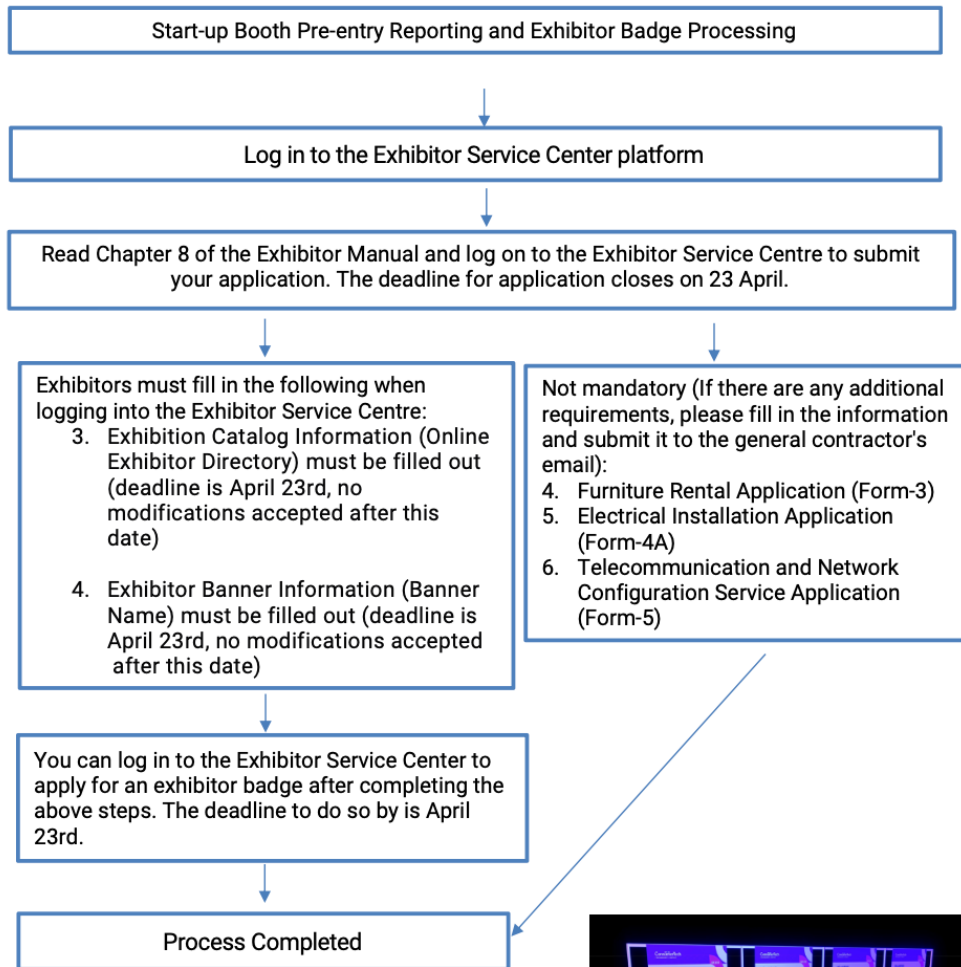 Start-up Booth Pre-entry Reporting and Exhibitor Badge Processing
Log in to the Exhibitor Service Center platform
Read Chapter 8 of the Exhibitor Manual and log on to the Exhibitor Service Centre to submit
your application. The deadline for application closes on 23 April.
Exhibitors must fill in the following when
logging into the Exhibitor Service Centre:
3. Exhibition Catalog Information (Online
Exhibitor Directory) must be filled out
(deadline is April 23rd, no
modifications accepted after this
date)
4. Exhibitor Banner Information (Banner
Name) must be filled out (deadline is
April 23rd, no modifications accepted
after this date)
Not mandatory (If there are any additional
requirements, please fill in the information
and submit it to the general contractor's
email):
4. Furniture Rental Application (Form-3)
5. Electrical Installation Application
(Form-4A)
6. Telecommunication and Network
Configuration Service Application
(Form-5)
You can log in to the Exhibitor Service Center to
apply for an exhibitor badge after completing the
above steps. The deadline to do so by is April
23rd.
Process Completed